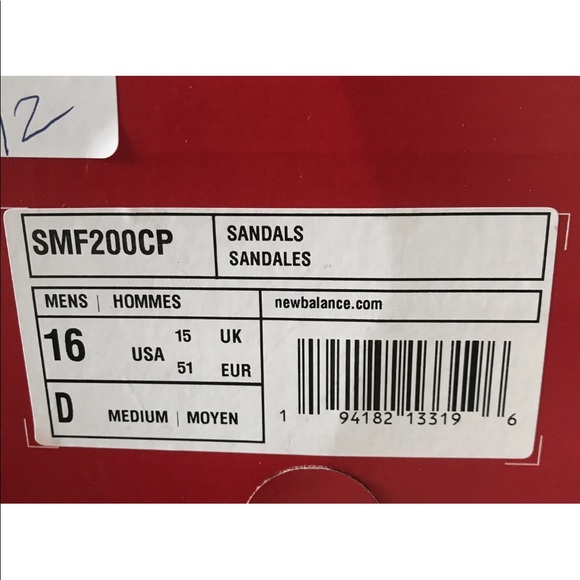 12
SMF200CP
SANDALS
SANDALES
MENS | HOMMES
newbalance.com
16 USA 15 UK
51 EUR
D MEDIUM | MOYEN
1 94182 13319 6